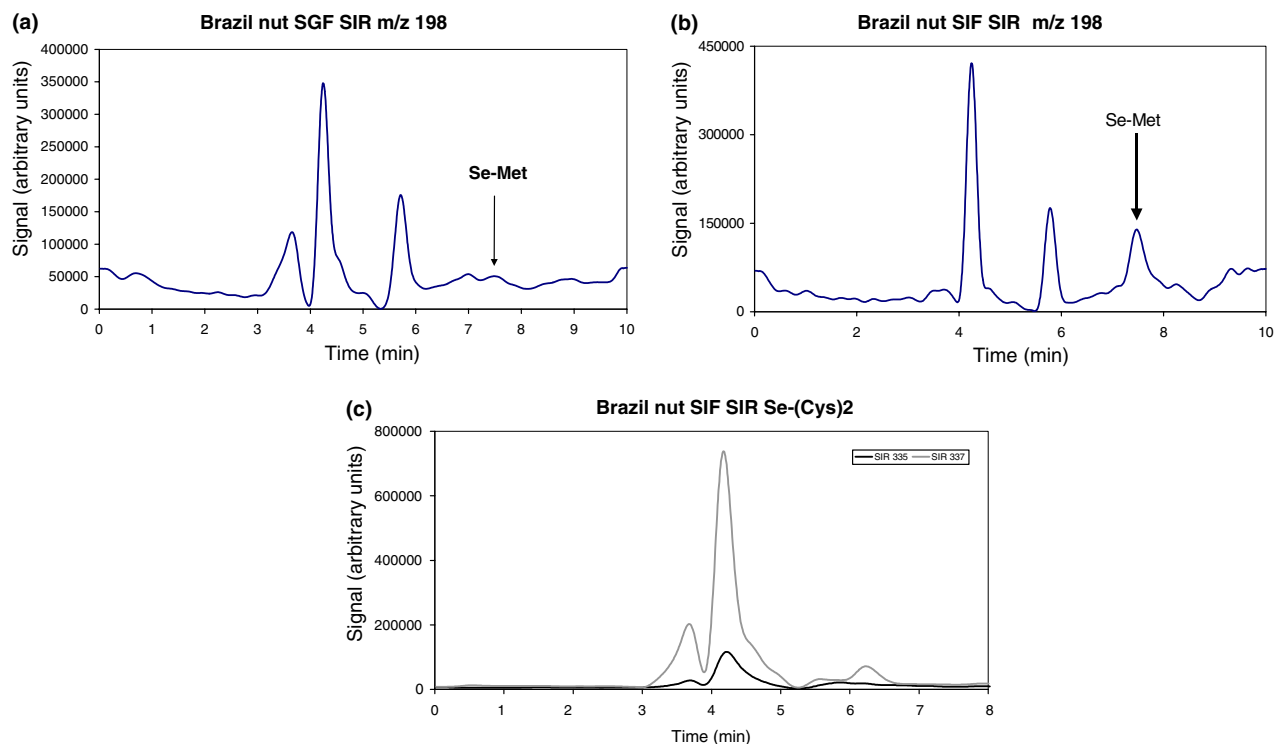 (a)
Brazil nut SGF SIR m/z 198
Signal (arbitrary units)
400000
350000
300000
250000
200000
150000
100000
50000
0
Se-Met
0 1 2 3 4 5 6 7 8 9 10
Time (min)
(b)
Brazil nut SIF SIR m/z 198
Signal (arbitrary units)
450000
300000
150000
0
Se-Met
0 2 4 6 8 10
Time (min)
(c)
Brazil nut SIF SIR Se-(Cys)2
Signal (arbitrary units)
800000
600000
400000
200000
0
SIR 335 SIR 337
0 1 2 3 4 5 6 7 8
Time (min)